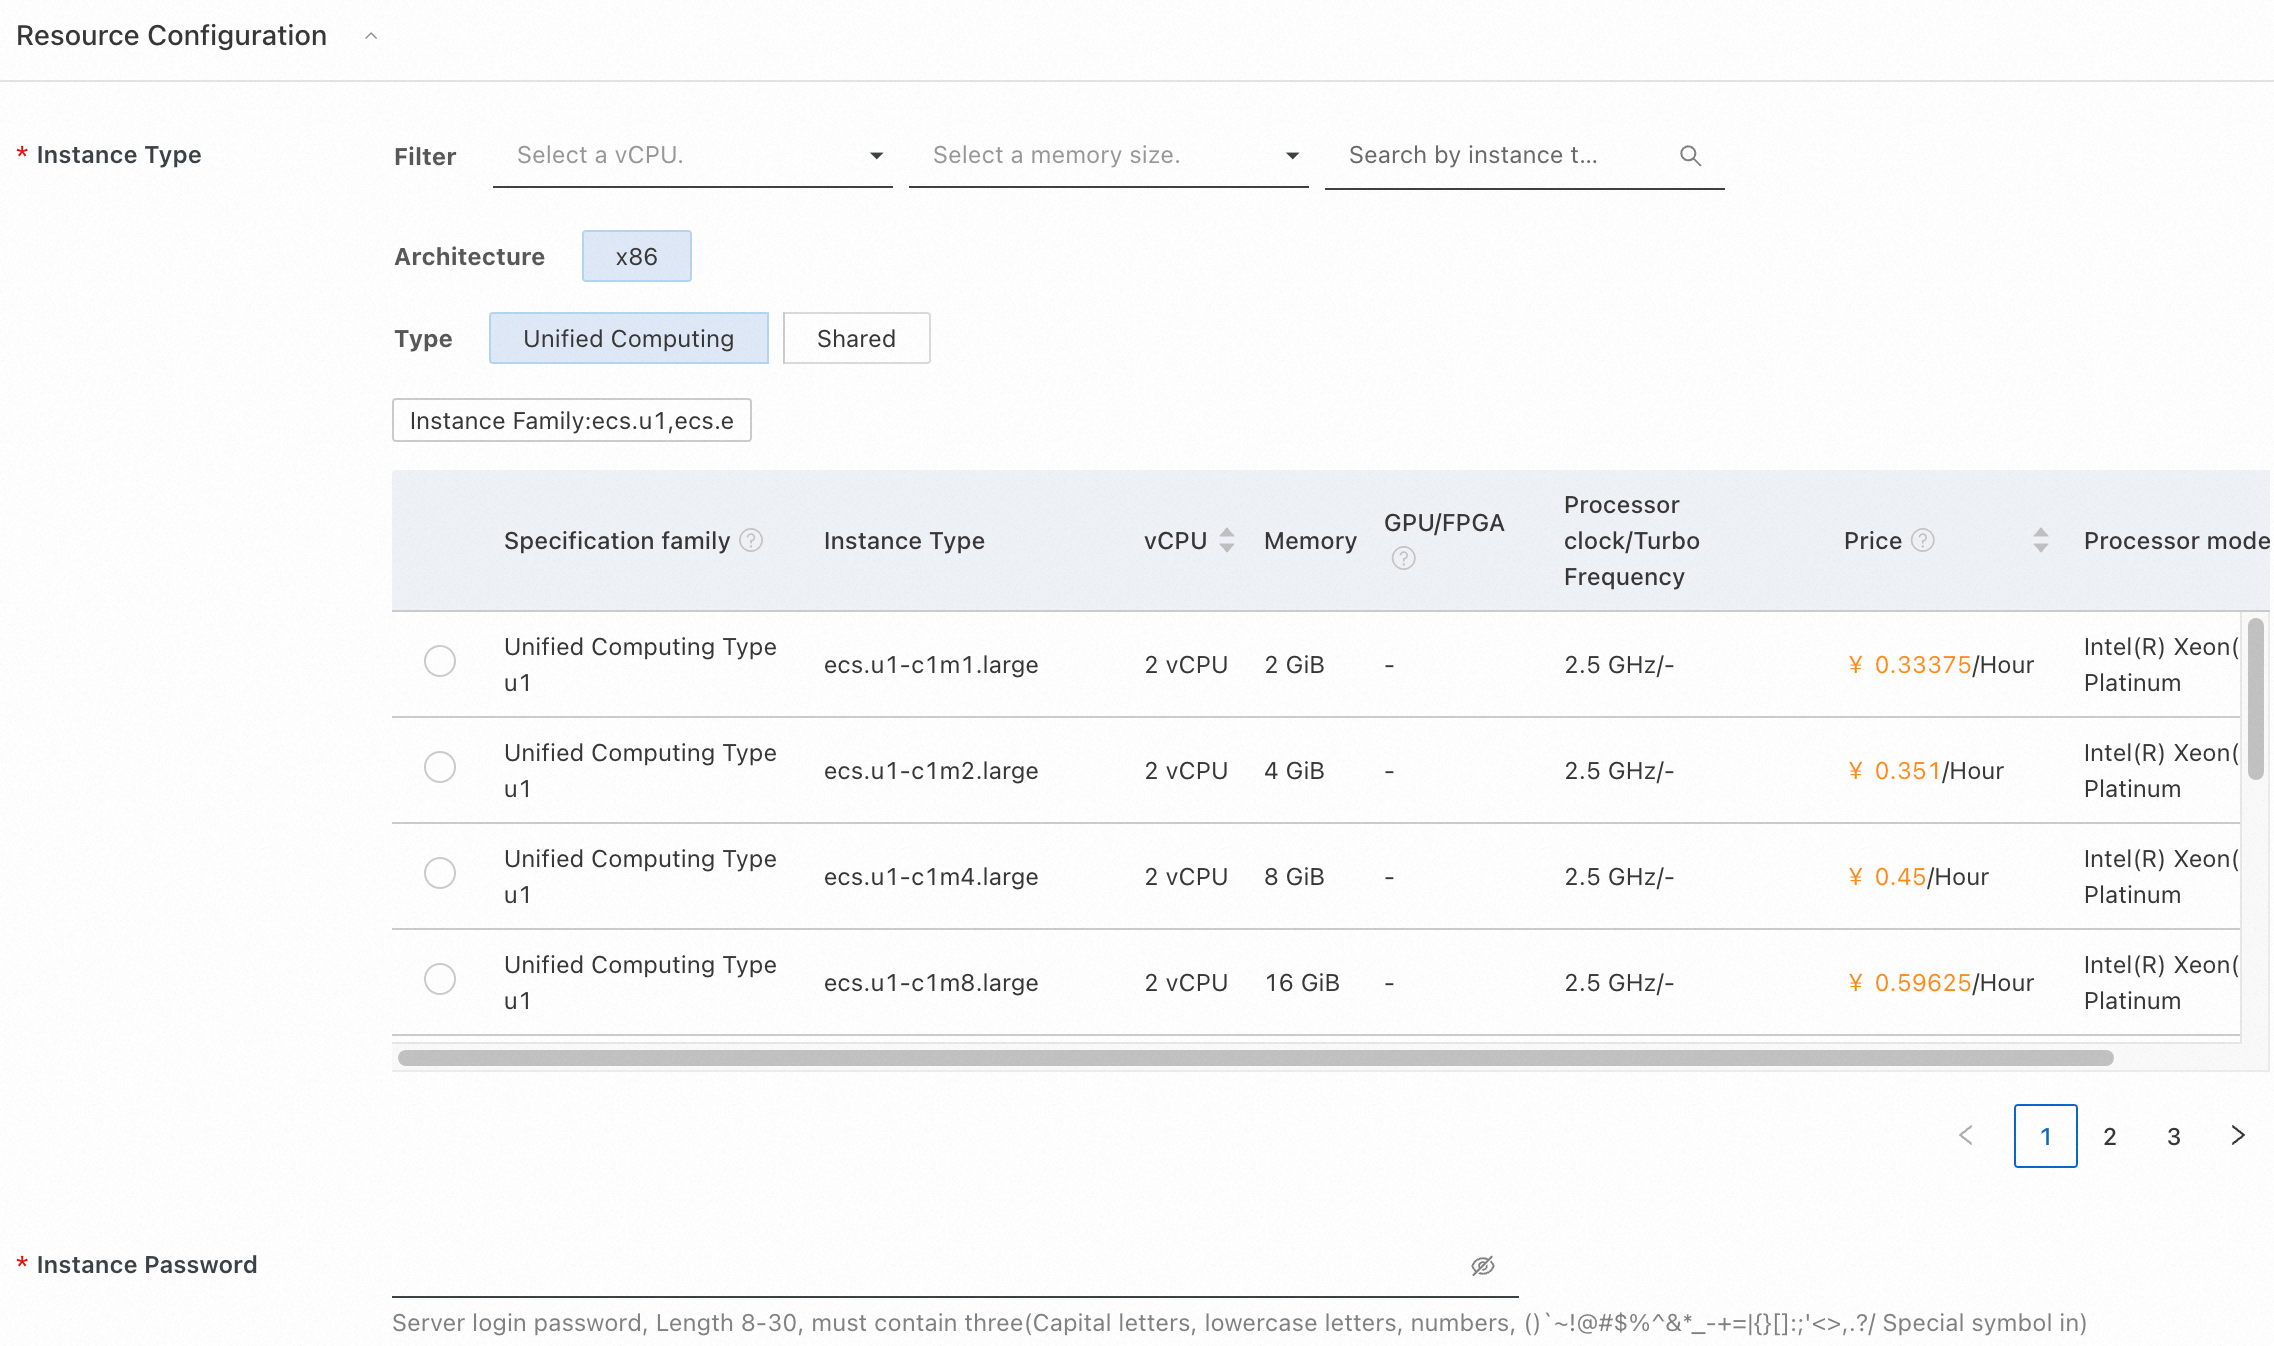 Resource Configuration
* Instance Type
Filter Select a vCPU. Select a memory size. Search by instance t...
Architecture x86
Type Unified Computing Shared
Instance Family:ecs.u1,ecs.e
Specification family ? Instance Type vCPU Memory GPU/FPGA ? Processor clock/Turbo Frequency Price ? Processor mode
Unified Computing Type u1 ecs.u1-c1m1.large 2 vCPU 2 GiB - 2.5 GHz/- ¥ 0.33375/Hour Intel(R) Xeon( Platinum
Unified Computing Type u1 ecs.u1-c1m2.large 2 vCPU 4 GiB - 2.5 GHz/- ¥ 0.351/Hour Intel(R) Xeon( Platinum
Unified Computing Type u1 ecs.u1-c1m4.large 2 vCPU 8 GiB - 2.5 GHz/- ¥ 0.45/Hour Intel(R) Xeon( Platinum
Unified Computing Type u1 ecs.u1-c1m8.large 2 vCPU 16 GiB - 2.5 GHz/- ¥ 0.59625/Hour Intel(R) Xeon( Platinum
< 1 2 3 >
* Instance Password
Server login password, Length 8-30, must contain three(Capital letters, lowercase letters, numbers, ()`~!@#$%^&*_-+=|{}[]:;'<>,.?/ Special symbol in)